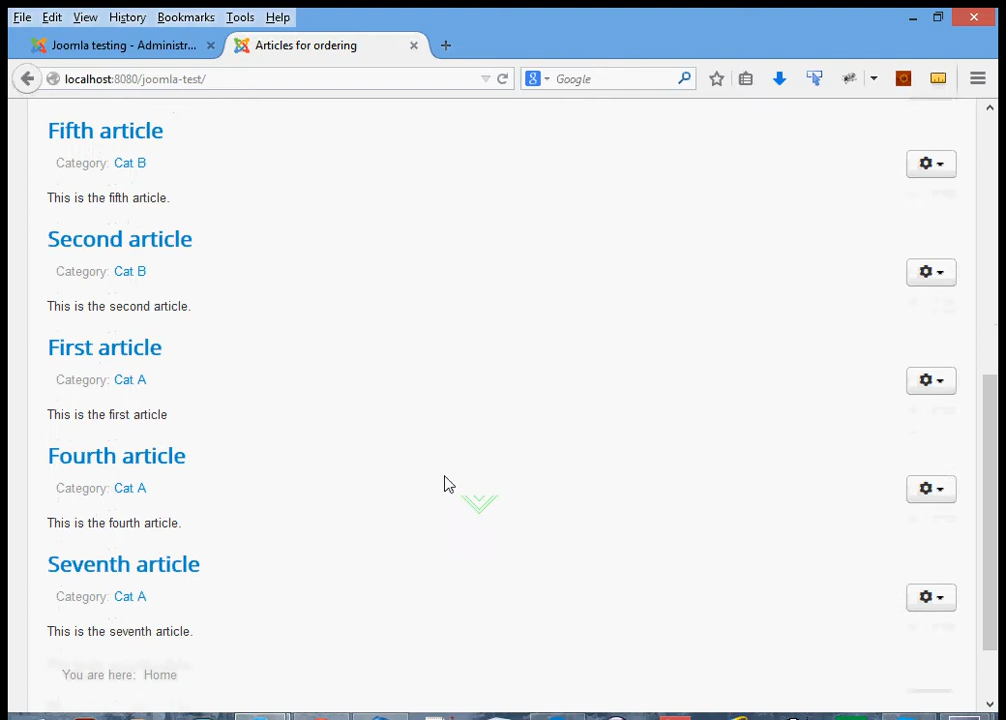 File Edit View History Bookmarks Tools Help
Joomla testing - Administr... Articles for ordering
localhost:8080/joomla-test/ Google
Fifth article
Category: Cat B
This is the fifth article.
Second article
Category: Cat B
This is the second article.
First article
Category: Cat A
This is the first article
Fourth article
Category: Cat A
This is the fourth article.
Seventh article
Category: Cat A
This is the seventh article.
You are here: Home